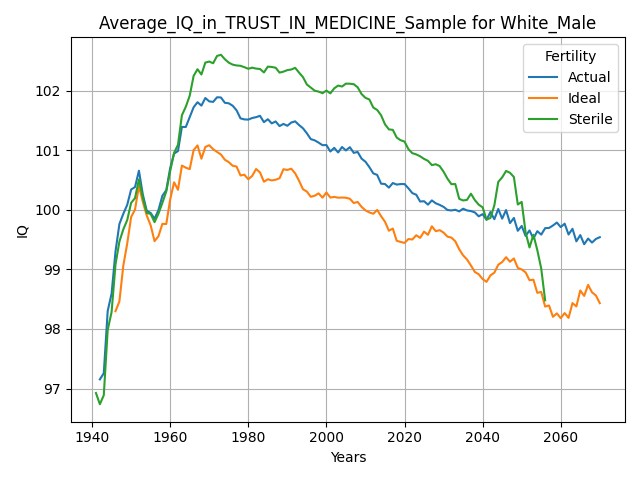 Average_IQ_in_TRUST_IN_MEDICINE_Sample for White_Male
Fertility
Actual
Ideal
Sterile
IQ
102
101
100
99
98
97
1940
1960
1980
2000
2020
2040
2060
Years